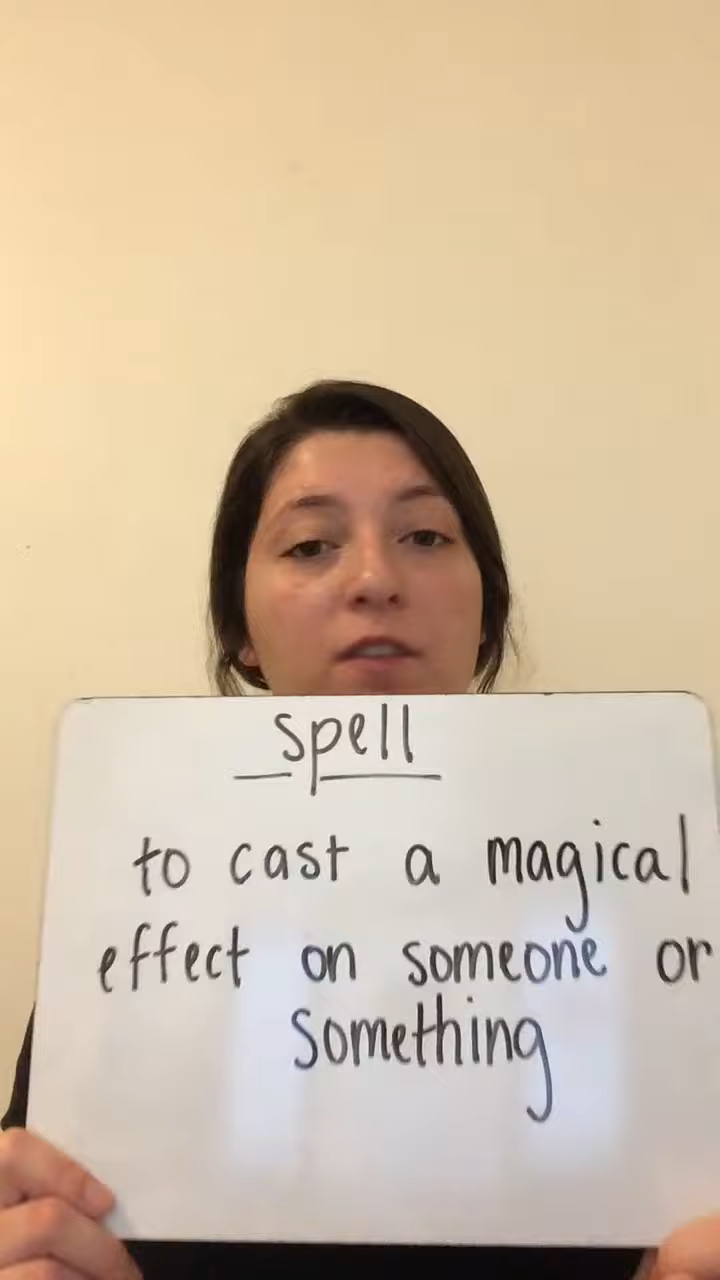 spell
to cast a magical
effect on someone or
something